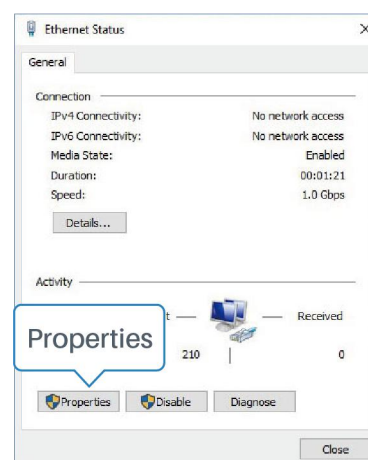 Ethernet Status
General
Connection
IPv4 Connectivity: No network access
IPv6 Connectivity: No network access
Media State: Enabled
Duration: 00:01:21
Speed: 1.0 Gbps
Details...
Activity
Received
Properties
210 0
Properties Disable Diagnose
Close